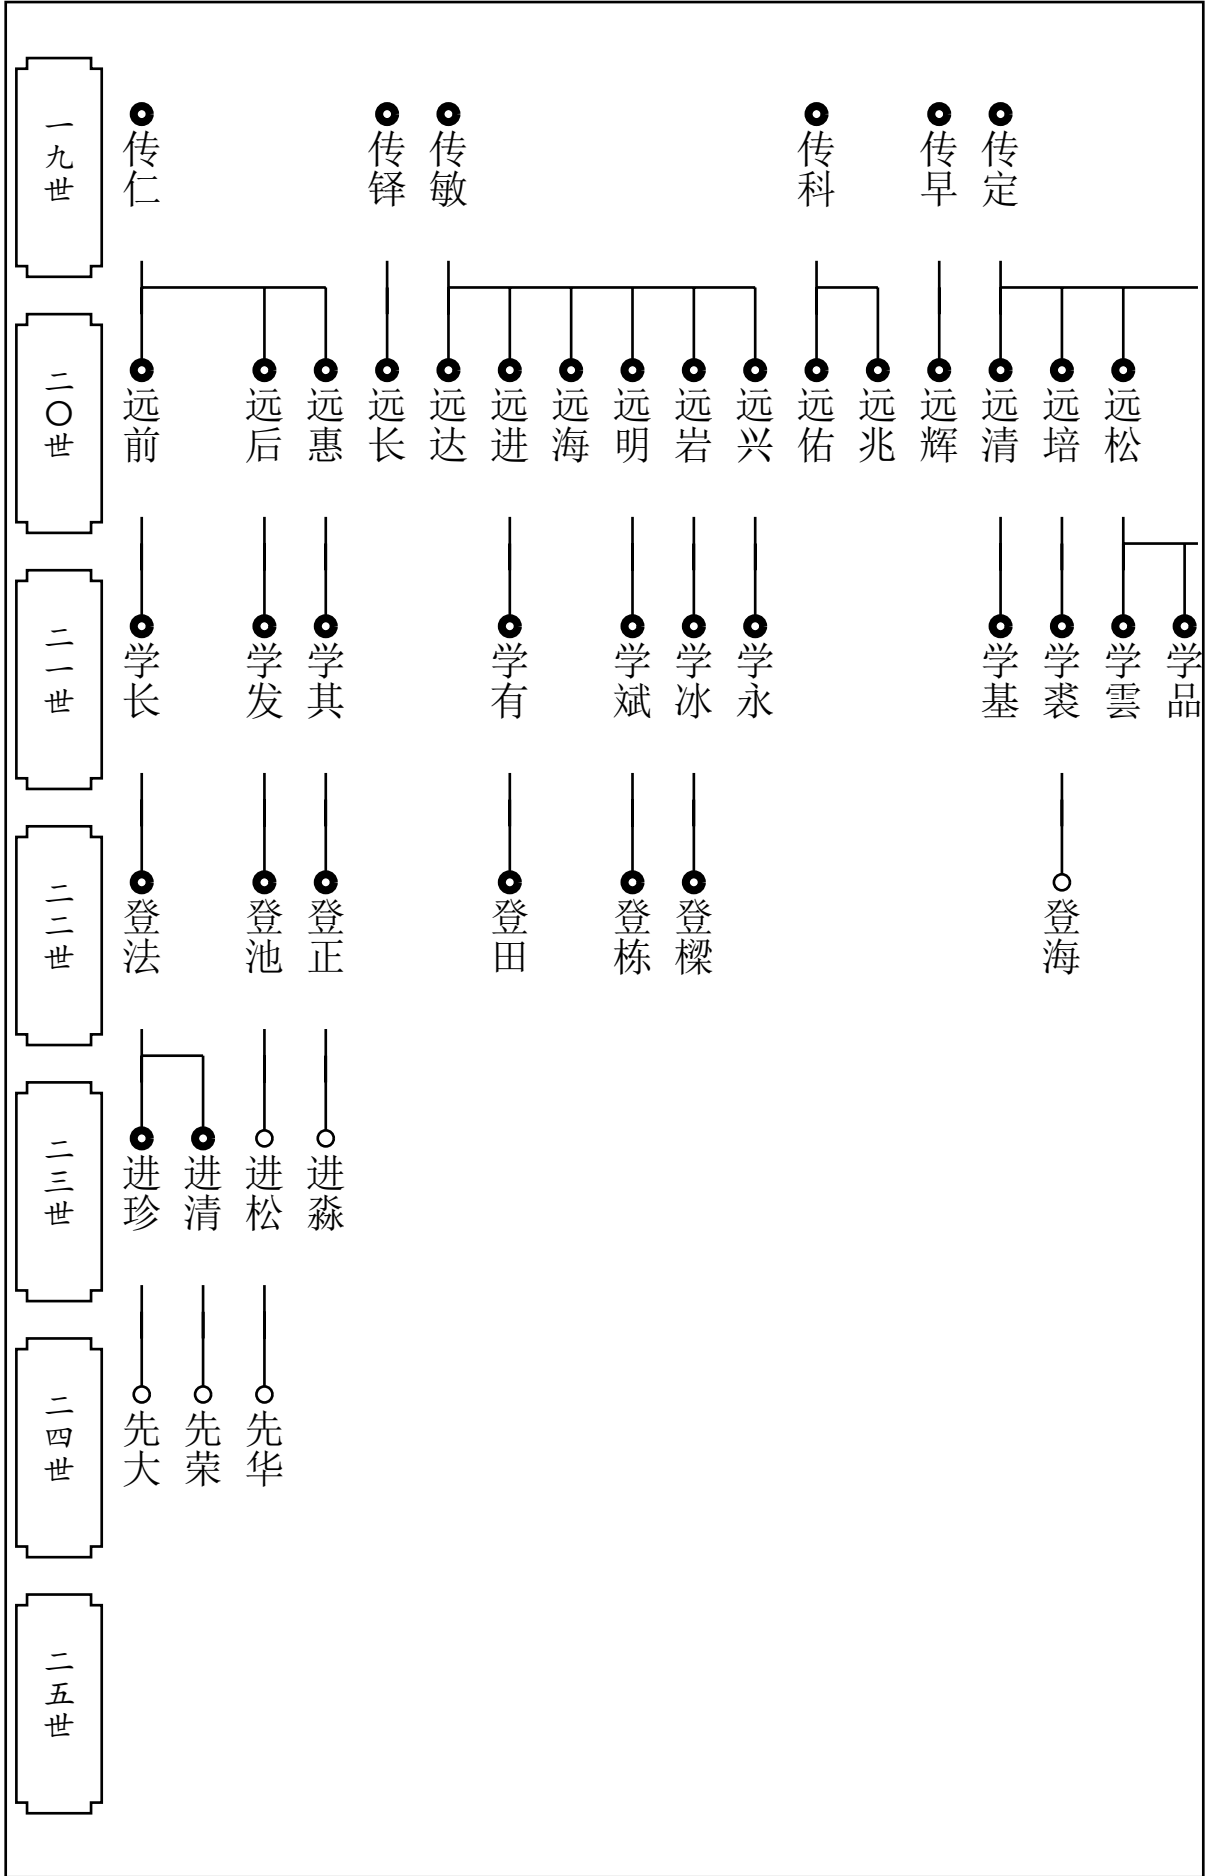 一九世
传仁
传铎
传敏
传科
传早
传定
二〇世
远前
远后
远惠
远长
远达
远进
远海
远明
远岩
远兴
远佑
远兆
远辉
远清
远培
远松
二一世
学长
学发
学其
学有
学斌
学冰
学永
学基
学裘
学雲
学品
二二世
登法
登池
登正
登田
登栋
登樑
登海
二三世
进珍
进清
进松
进淼
二四世
先大
先荣
先华
二五世